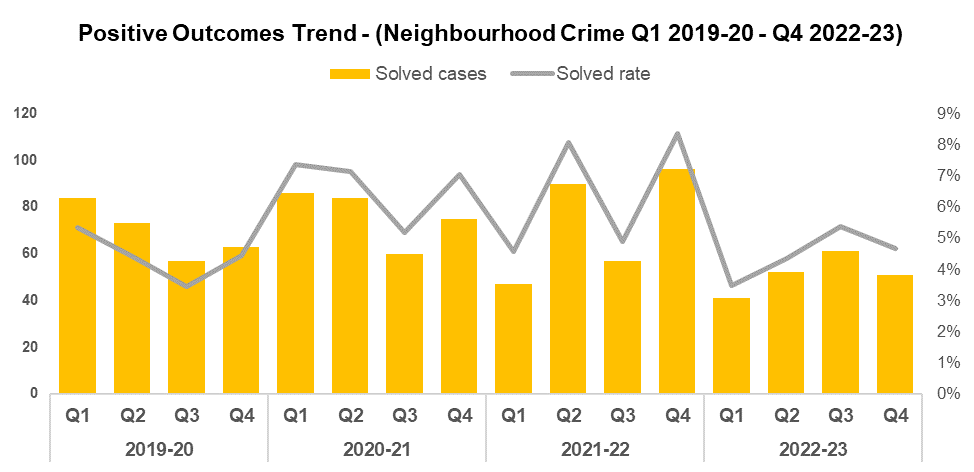 Positive Outcomes Trend - (Neighbourhood Crime Q1 2019-20 - Q4 2022-23)
Solved cases Solved rate
120 9%
100 8%
80 7%
60 6%
40 5%
20 4%
0 3%
2%
1%
0%
Q1 Q2 Q3 Q4 Q1 Q2 Q3 Q4 Q1 Q2 Q3 Q4 Q1 Q2 Q3 Q4
2019-20 2020-21 2021-22 2022-23